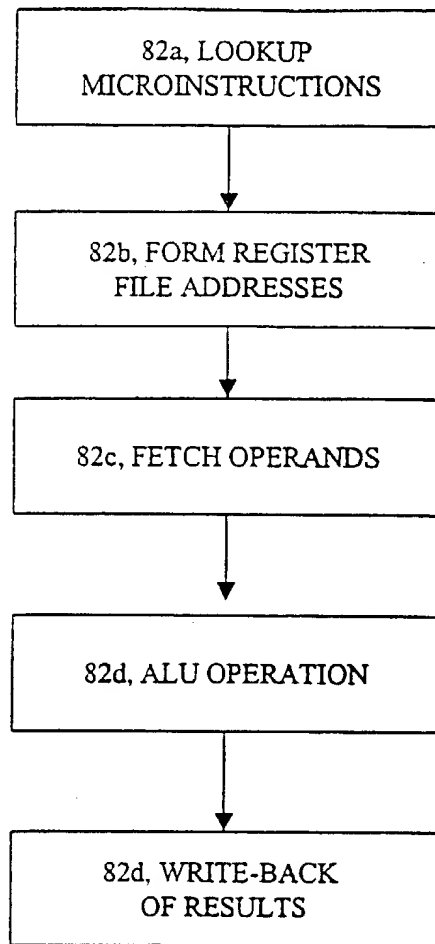 82a, LOOKUP
MICROINSTRUCTIONS
82b, FORM REGISTER
FILE ADDRESSES
82c, FETCH OPERANDS
82d, ALU OPERATION
82d, WRITE-BACK
OF RESULTS